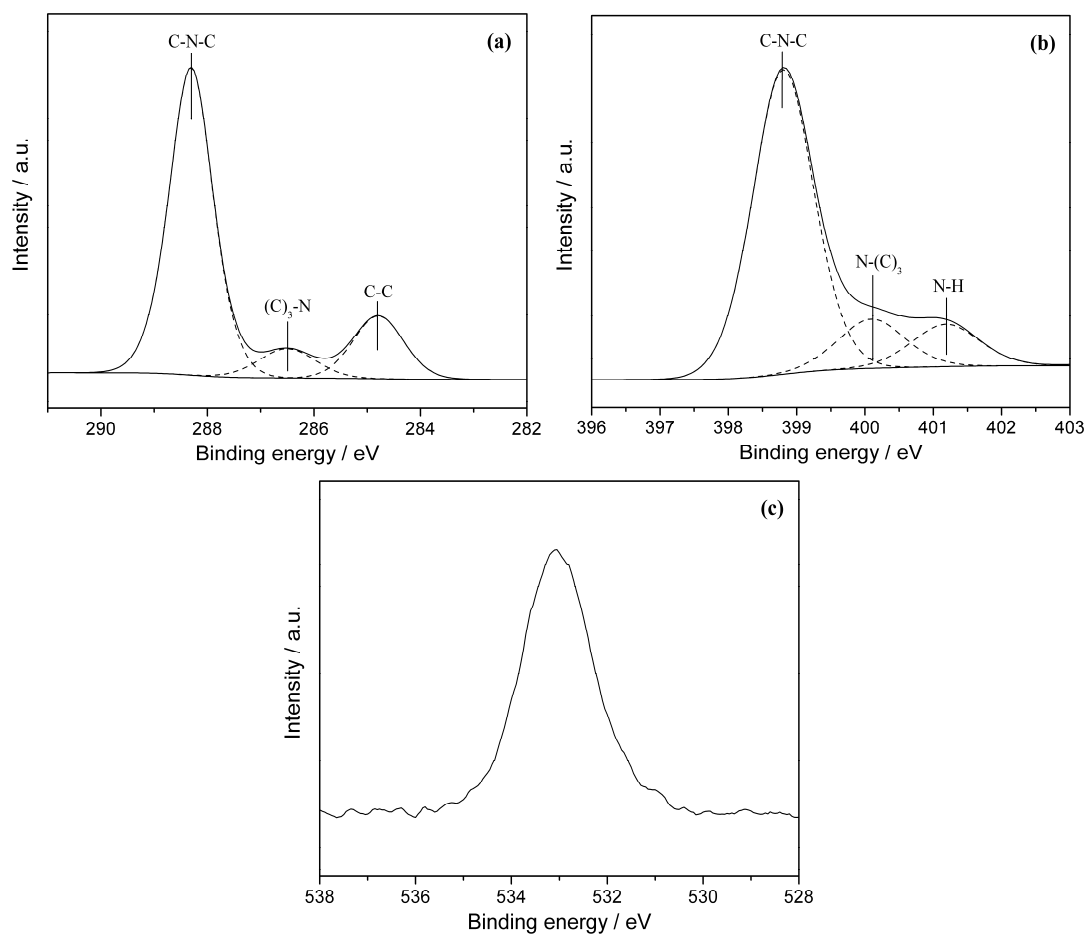 (a)
C-N-C
(C)₃-N
C-C
Intensity / a.u.
290 288 286 284 282
Binding energy / eV
(b)
C-N-C
N-(C)₃
N-H
Intensity / a.u.
396 397 398 399 400 401 402 403
Binding energy / eV
(c)
Intensity / a.u.
538 536 534 532 530 528
Binding energy / eV